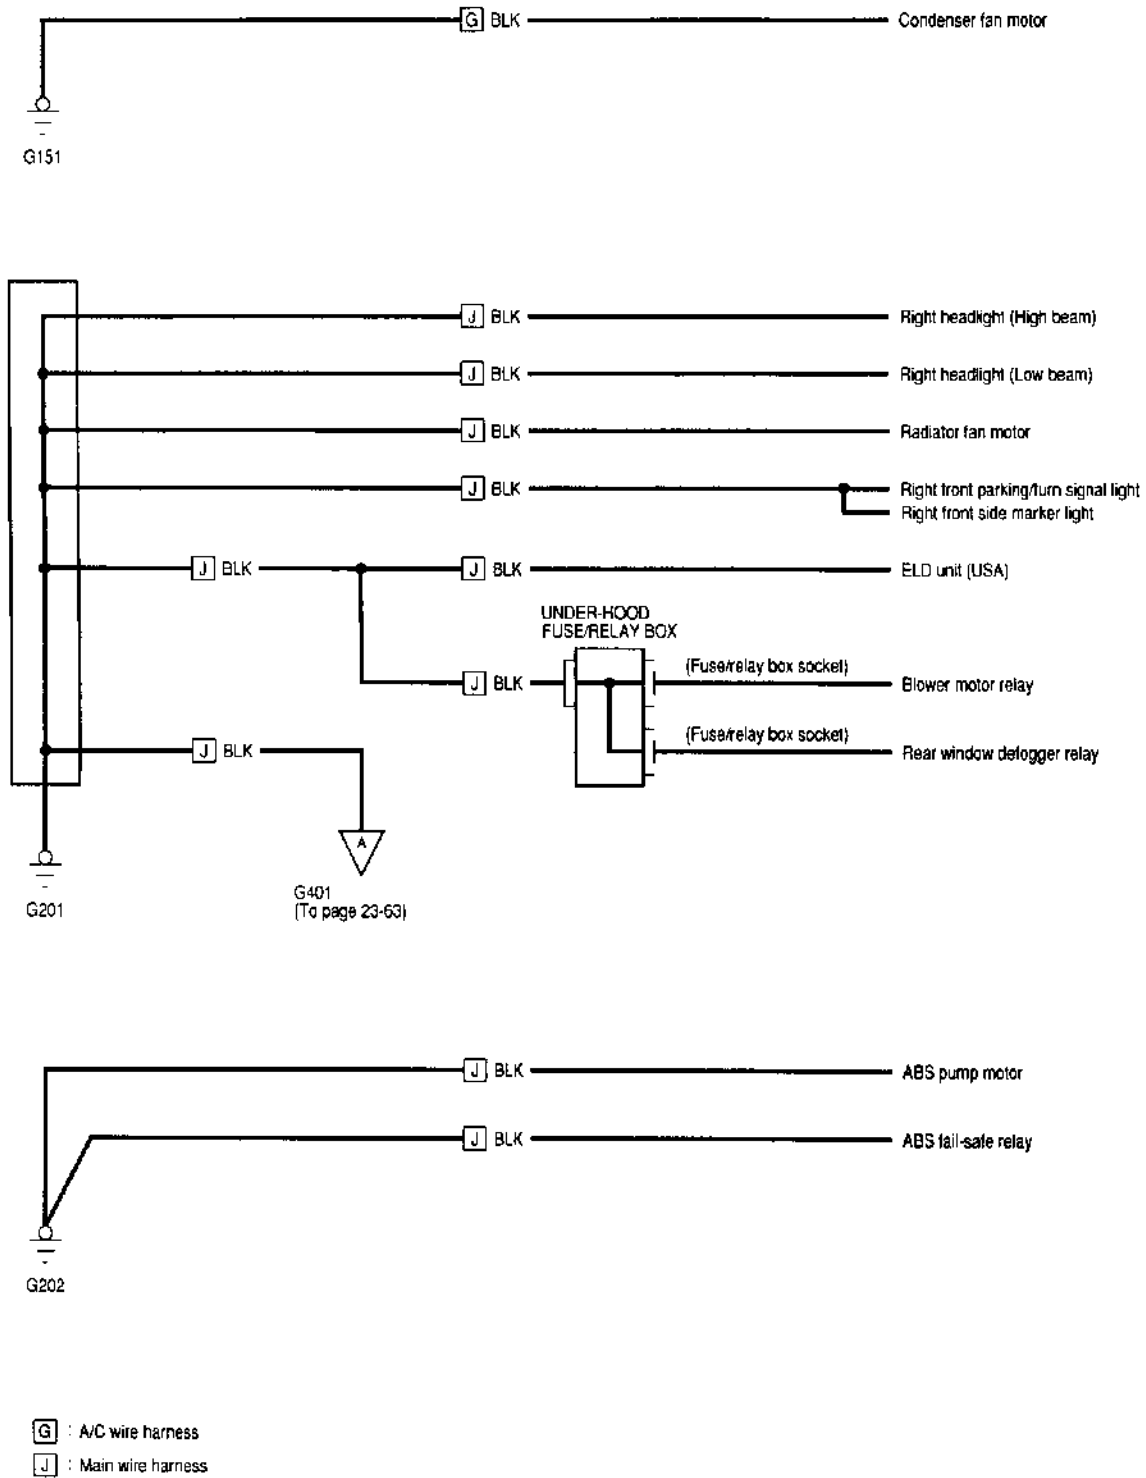 G BLK Condenser fan motor
G151
J BLK Right headlight (High beam)
J BLK Right headlight (Low beam)
J BLK Radiator fan motor
J BLK Right front parking/turn signal light
Right front side marker light
J BLK J BLK ELD unit (USA)
UNDER-HOOD
FUSE/RELAY BOX
J BLK (Fuse/relay box socket) Blower motor relay
(Fuse/relay box socket) Rear window defogger relay
J BLK
A
G401
(To page 23-63)
G201
J BLK ABS pump motor
J BLK ABS fail-safe relay
G202
G : A/C wire harness
J : Main wire harness